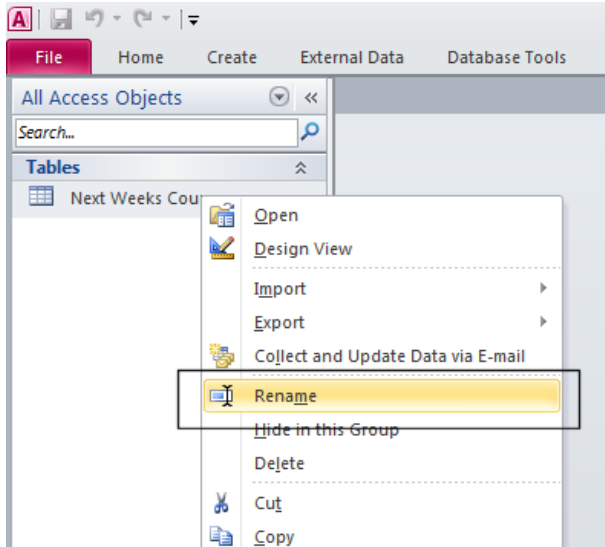 A
File Home Create External Data Database Tools
All Access Objects
Search...
Tables
Next Weeks
Open
Design View
Import
Export
Collect and Update Data via E-mail
Rename
Hide in this Group
Delete
Cut
Copy